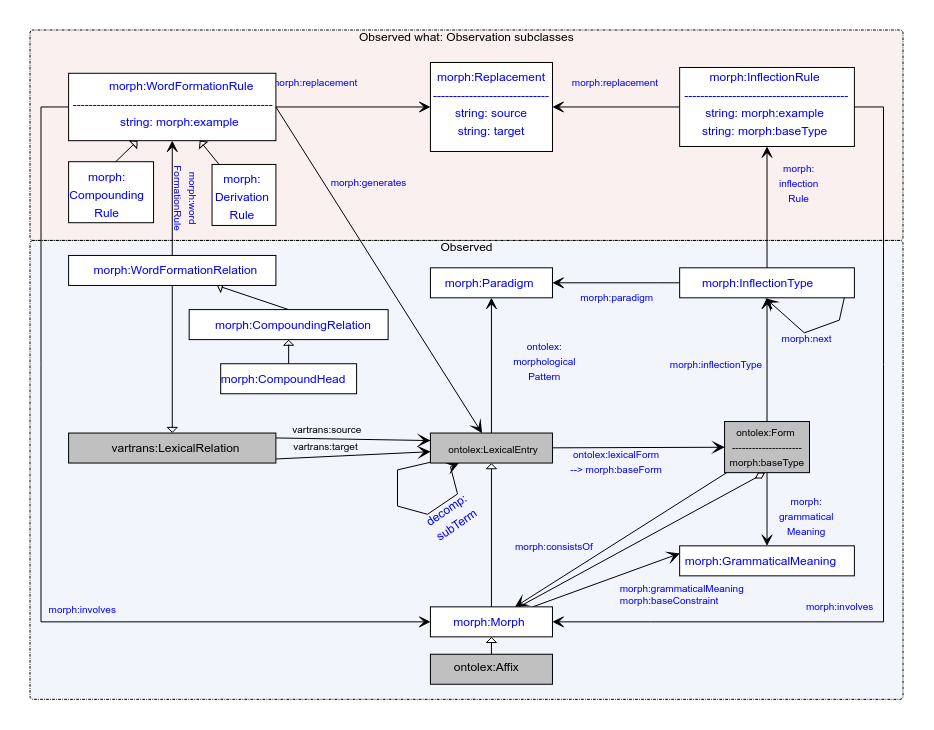 Observed what: Observation subclasses
morph:WordFormationRule
string: morph:example
morph:replacement
morph:Replacement
string: source
string: target
morph:replacement
morph:InflectionRule
string: morph:example
string: morph:baseType
morph:
Compounding
Rule
morph:word
FormationRule
morph:
Derivation
Rule
morph:generates
morph:
inflection
Rule
Observed
morph:WordFormationRelation
morph:Paradigm
morph:paradigm
morph:InflectionType
morph:next
morph:CompoundingRelation
morph:CompoundHead
ontolex:
morphological
Pattern
morph:inflectionType
vartrans:LexicalRelation
vartrans:source
vartrans:target
ontolex:LexicalEntry
ontolex:lexicalForm
--> morph:baseForm
ontolex:Form
morph:baseType
decomp:
subTerm
morph:
grammatical
Meaning
morph:consistsOf
morph:GrammaticalMeaning
morph:grammaticalMeaning
morph:baseConstraint
morph:involves
morph:involves
morph:Morph
ontolex:Affix